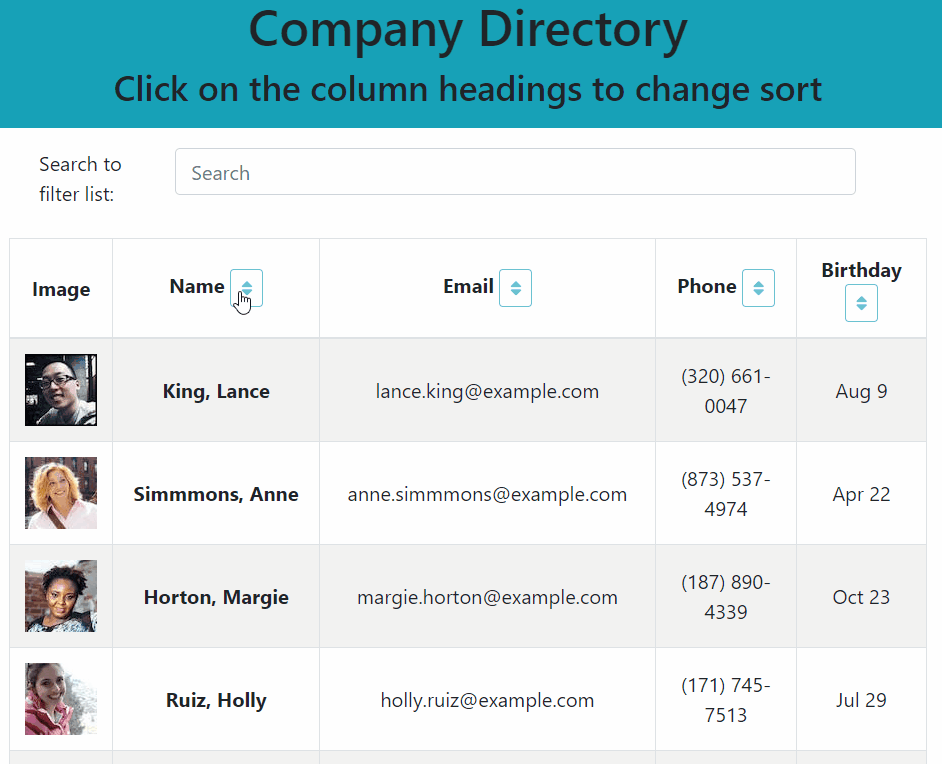 Company Directory
Click on the column headings to change sort
Search to
filter list:
Search
Image
Name
Email
Phone
Birthday
King, Lance
lance.king@example.com
(320) 661-
0047
Aug 9
Simmmons, Anne
anne.simmmons@example.com
(873) 537-
4974
Apr 22
Horton, Margie
margie.horton@example.com
(187) 890-
4339
Oct 23
Ruiz, Holly
holly.ruiz@example.com
(171) 745-
7513
Jul 29